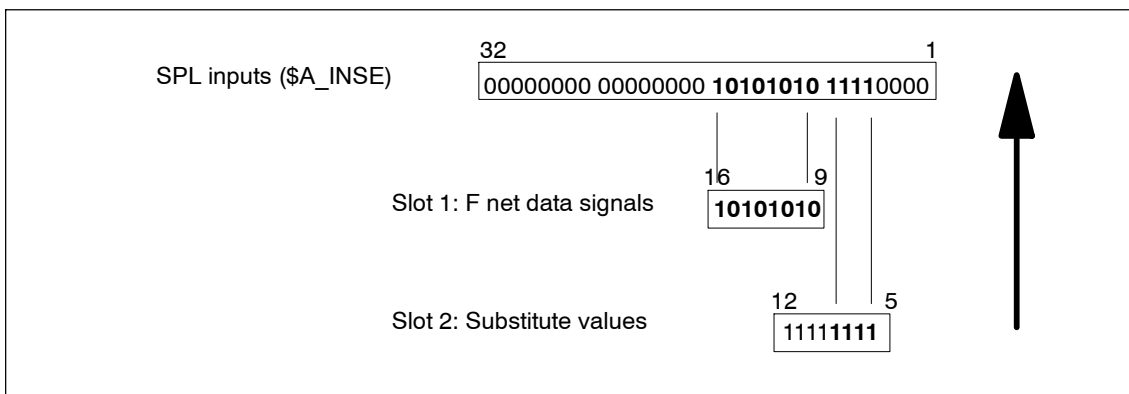 32 1
SPL inputs ($A_INSE)
00000000 00000000 10101010 11110000
16 9
Slot 1: F net data signals
10101010
12 5
Slot 2: Substitute values
11111111